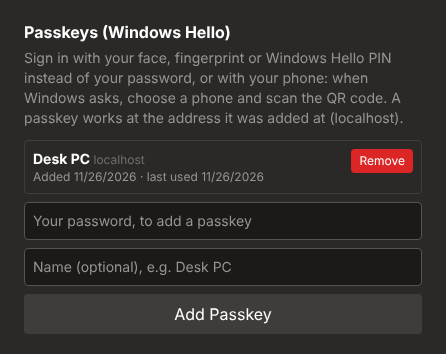 Passkeys (Windows Hello)
Sign in with your face, fingerprint or Windows Hello PIN
instead of your password, or with your phone: when
Windows asks, choose a phone and scan the QR code. A
passkey works at the address it was added at (localhost).
Desk PC localhost
Remove
Added 11/26/2026 · last used 11/26/2026
Your password, to add a passkey
Name (optional), e.g. Desk PC
Add Passkey